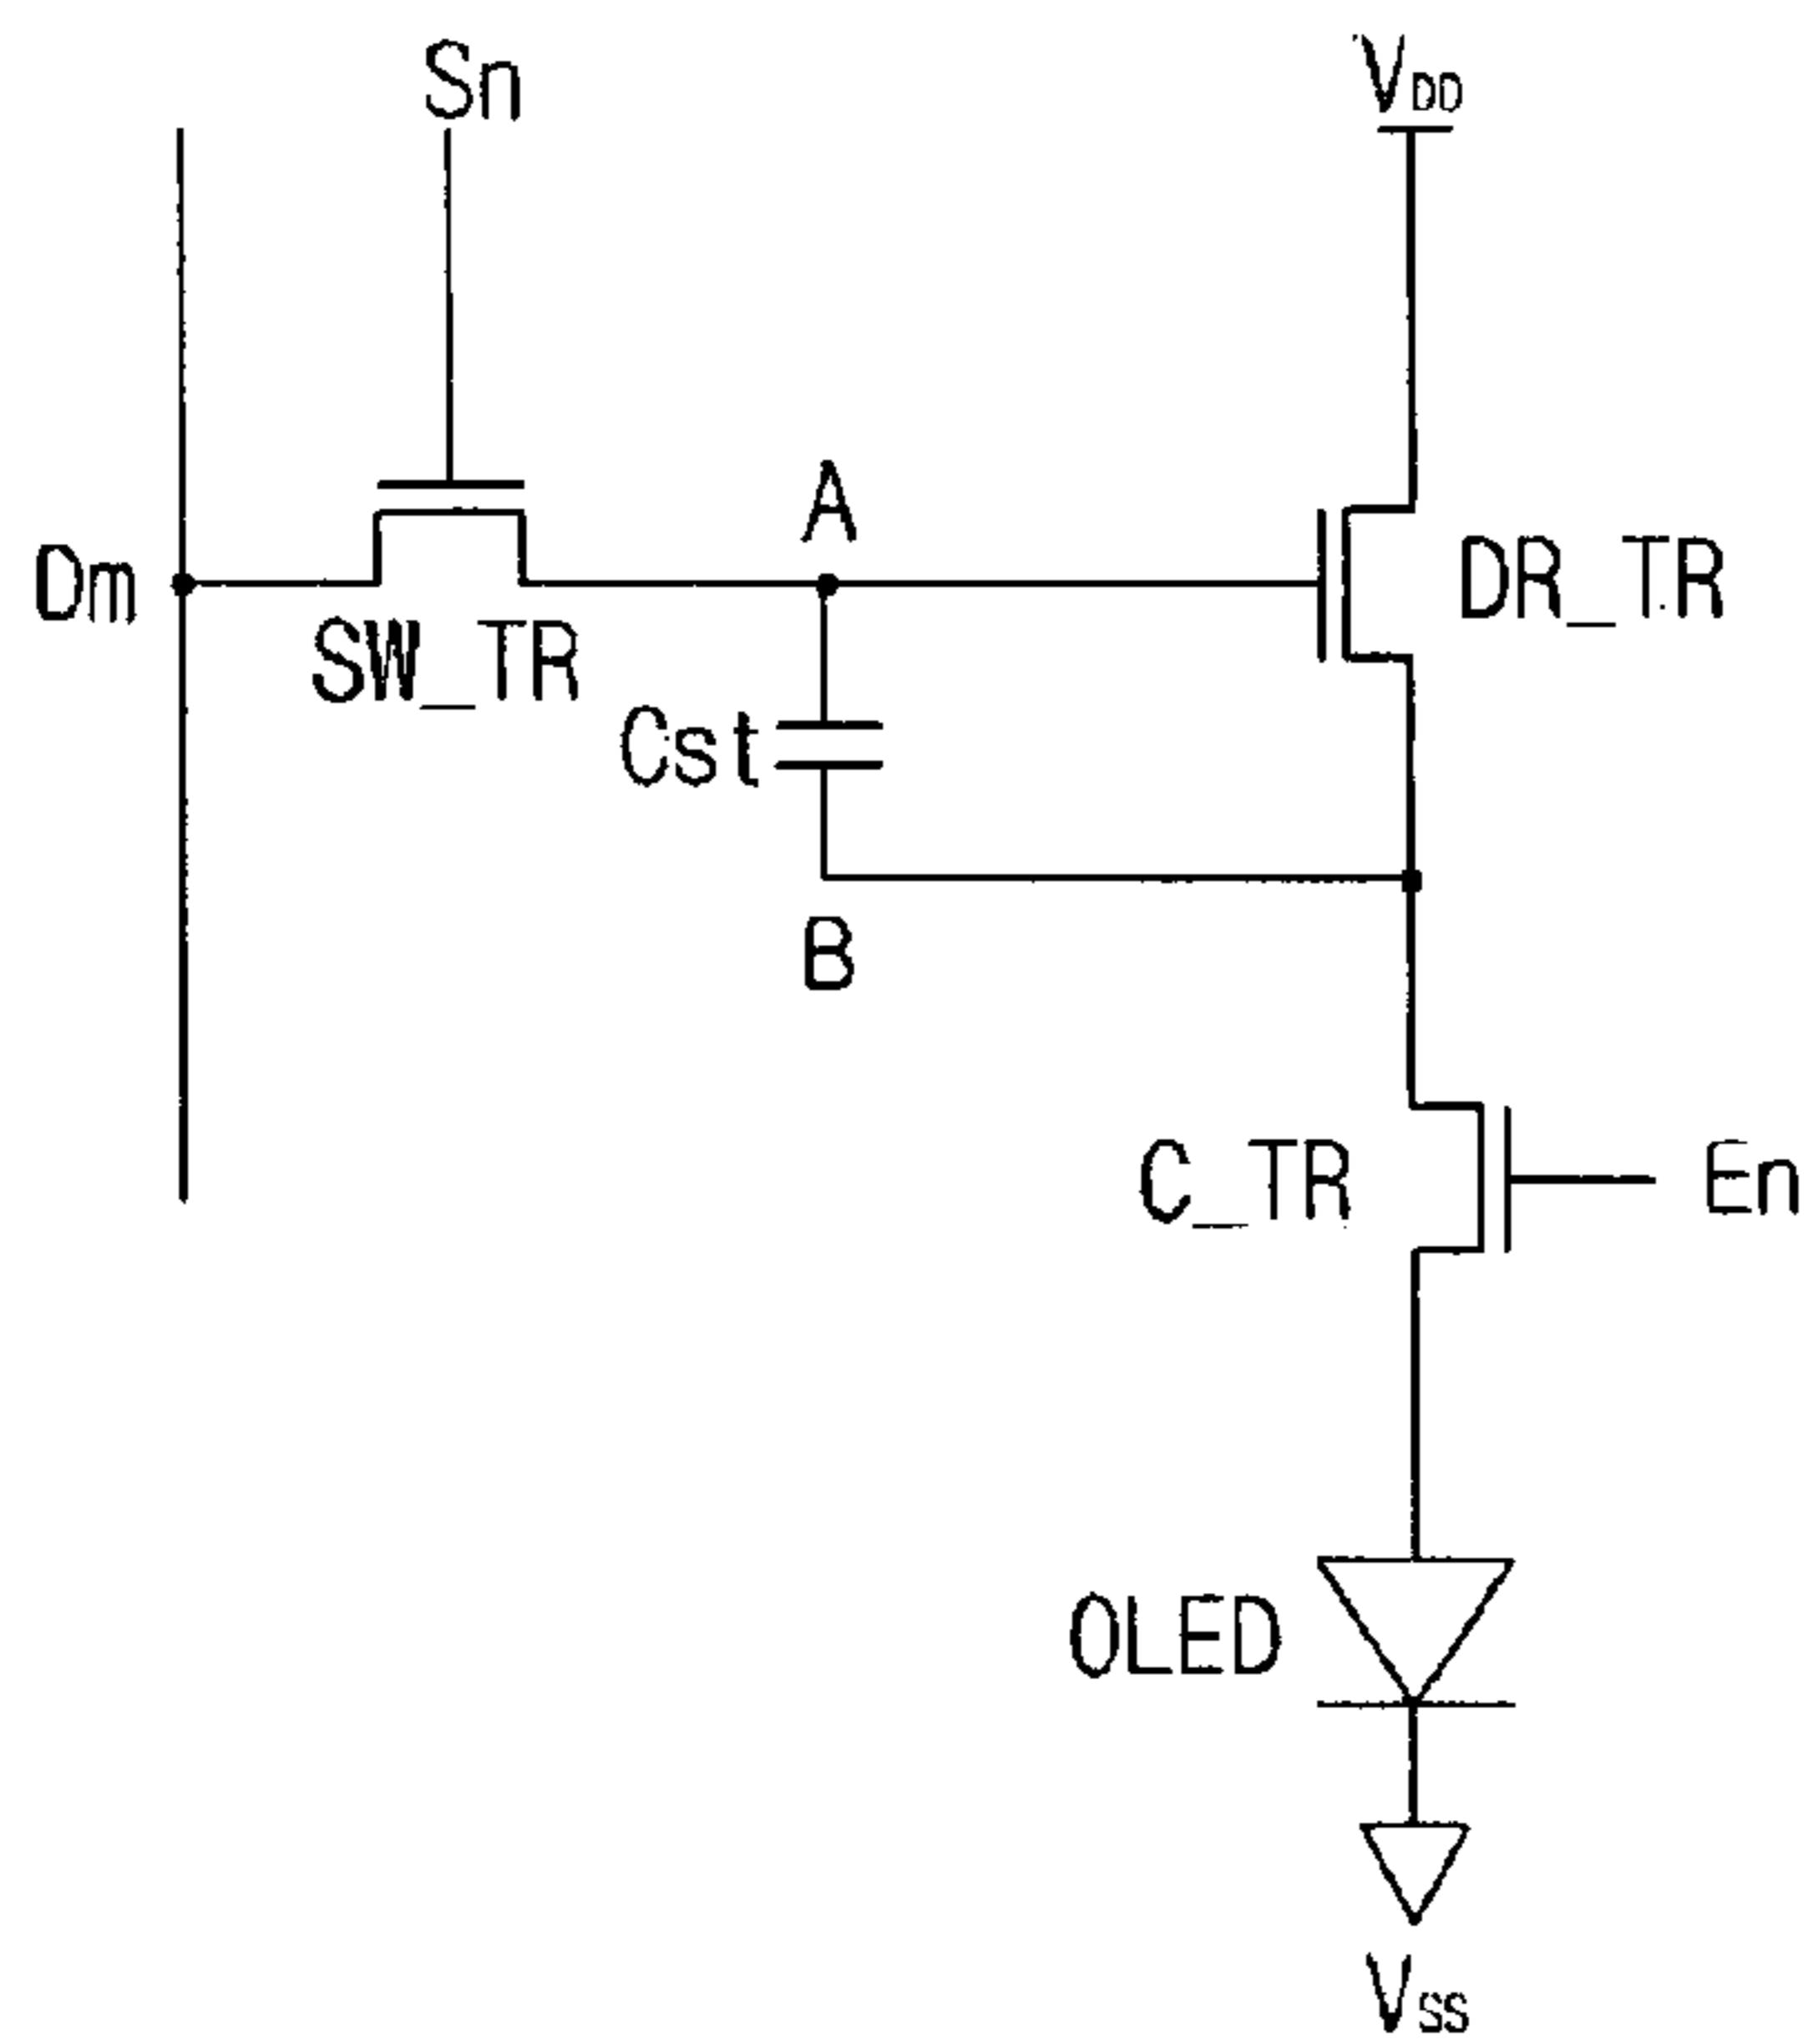 Sn
VDD
A
Dm
DR_TR
SW_TR
Cst
B
C_TR
En
OLED
VSS